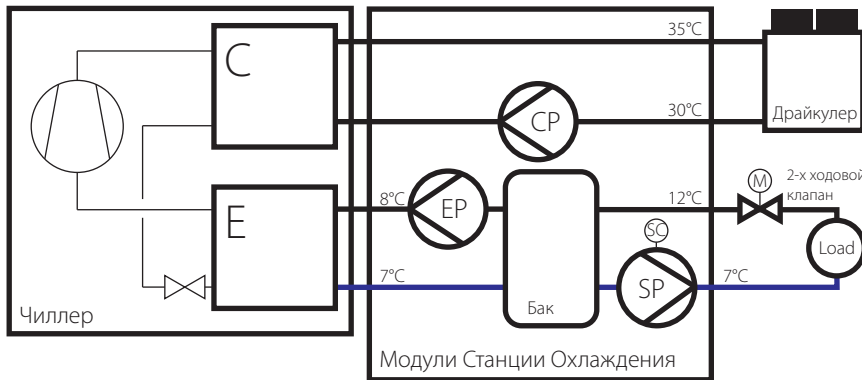 35°C
C
30°C
CP
Драйкулер
8°C
EP
12°C
M
2-х ходовой
клапан
E
SC
Load
7°C
SP
7°C
Бак
Чиллер
Модули Станции Охлаждения